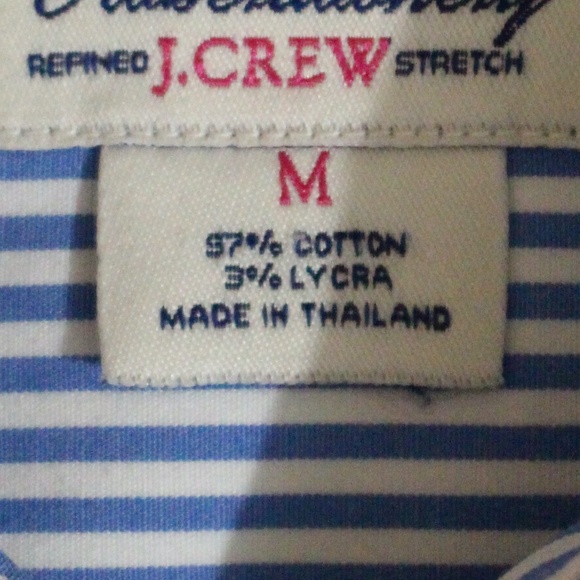 REFINED J.CREW STRETCH
M
97% COTTON
3% LYCRA
MADE IN THAILAND